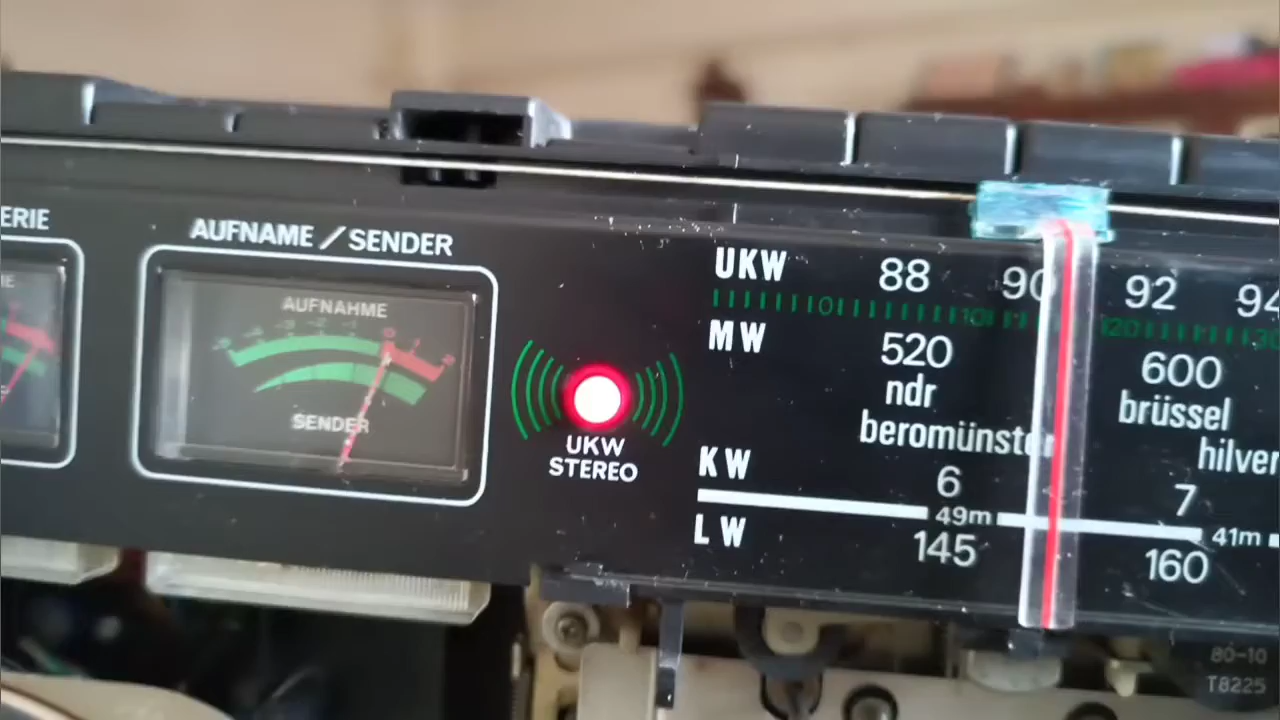 ERIE
AUFNAME / SENDER
AUFNAHME
SENDER
UKW
STEREO
UKW 88 90 92 94
MW 520 600
ndr brüssel
beromünster hilver
KW 6 7
49m 41m
LW 145 160
80-10
T8225